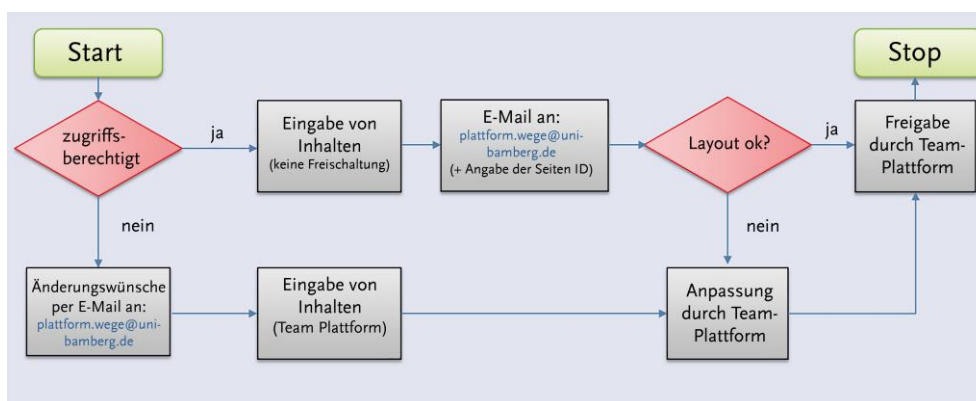 Start
Stop
zugriffs-
berechtigt
ja
Eingabe von
Inhalten
(keine Freischaltung)
E-Mail an:
plattform.wege@uni-
bamberg.de
(+ Angabe der Seiten ID)
Layout ok?
ja
Freigabe
durch Team-
Plattform
nein
nein
Änderungswünsche
per E-Mail an:
plattform.wege@uni-
bamberg.de
Eingabe von
Inhalten
(Team Plattform)
Anpassung
durch Team-
Plattform